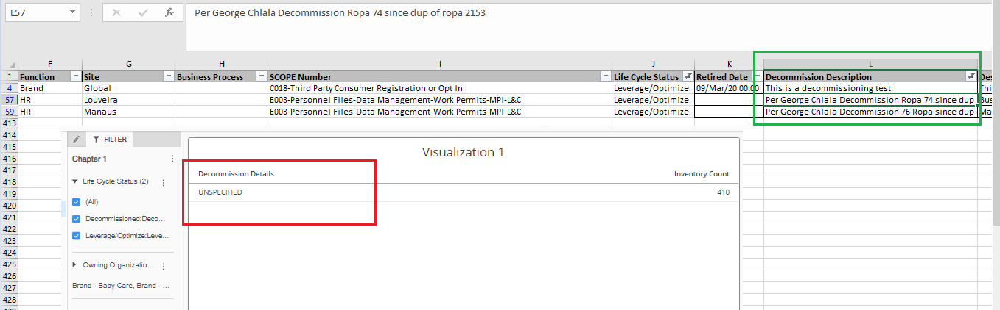 L57 fx Per George Chlala Decommission Ropa 74 since dup of ropa 2153
F G H I J K L
1 Function Site Business Process SCOPE Number Life Cycle Status Retired Date Decommission Description
4 Brand Global C018-Third Party Consumer Registration or Opt In Leverage/Optimize 09/Mar/20 00:00 This is a decommissioning test
57 HR Louveira E003-Personnel Files-Data Management-Work Permits-MPI-L&C Leverage/Optimize Per George Chlala Decommission Ropa 74 since dup
59 HR Manaus E003-Personnel Files-Data Management-Work Permits-MPI-L&C Leverage/Optimize Per George Chlala Decommission 76 Ropa since dup Ma
413
414
415
416
417
418
419
420
421
422
423
424
425
426
427
428
FILTER
Chapter 1
Life Cycle Status (2)
(All)
Decommissioned:Deco...
Leverage/Optimize:Leve...
Owning Organizatio...
Brand - Baby Care, Brand - ...
Visualization 1
Decommission Details Inventory Count
UNSPECIFIED 410